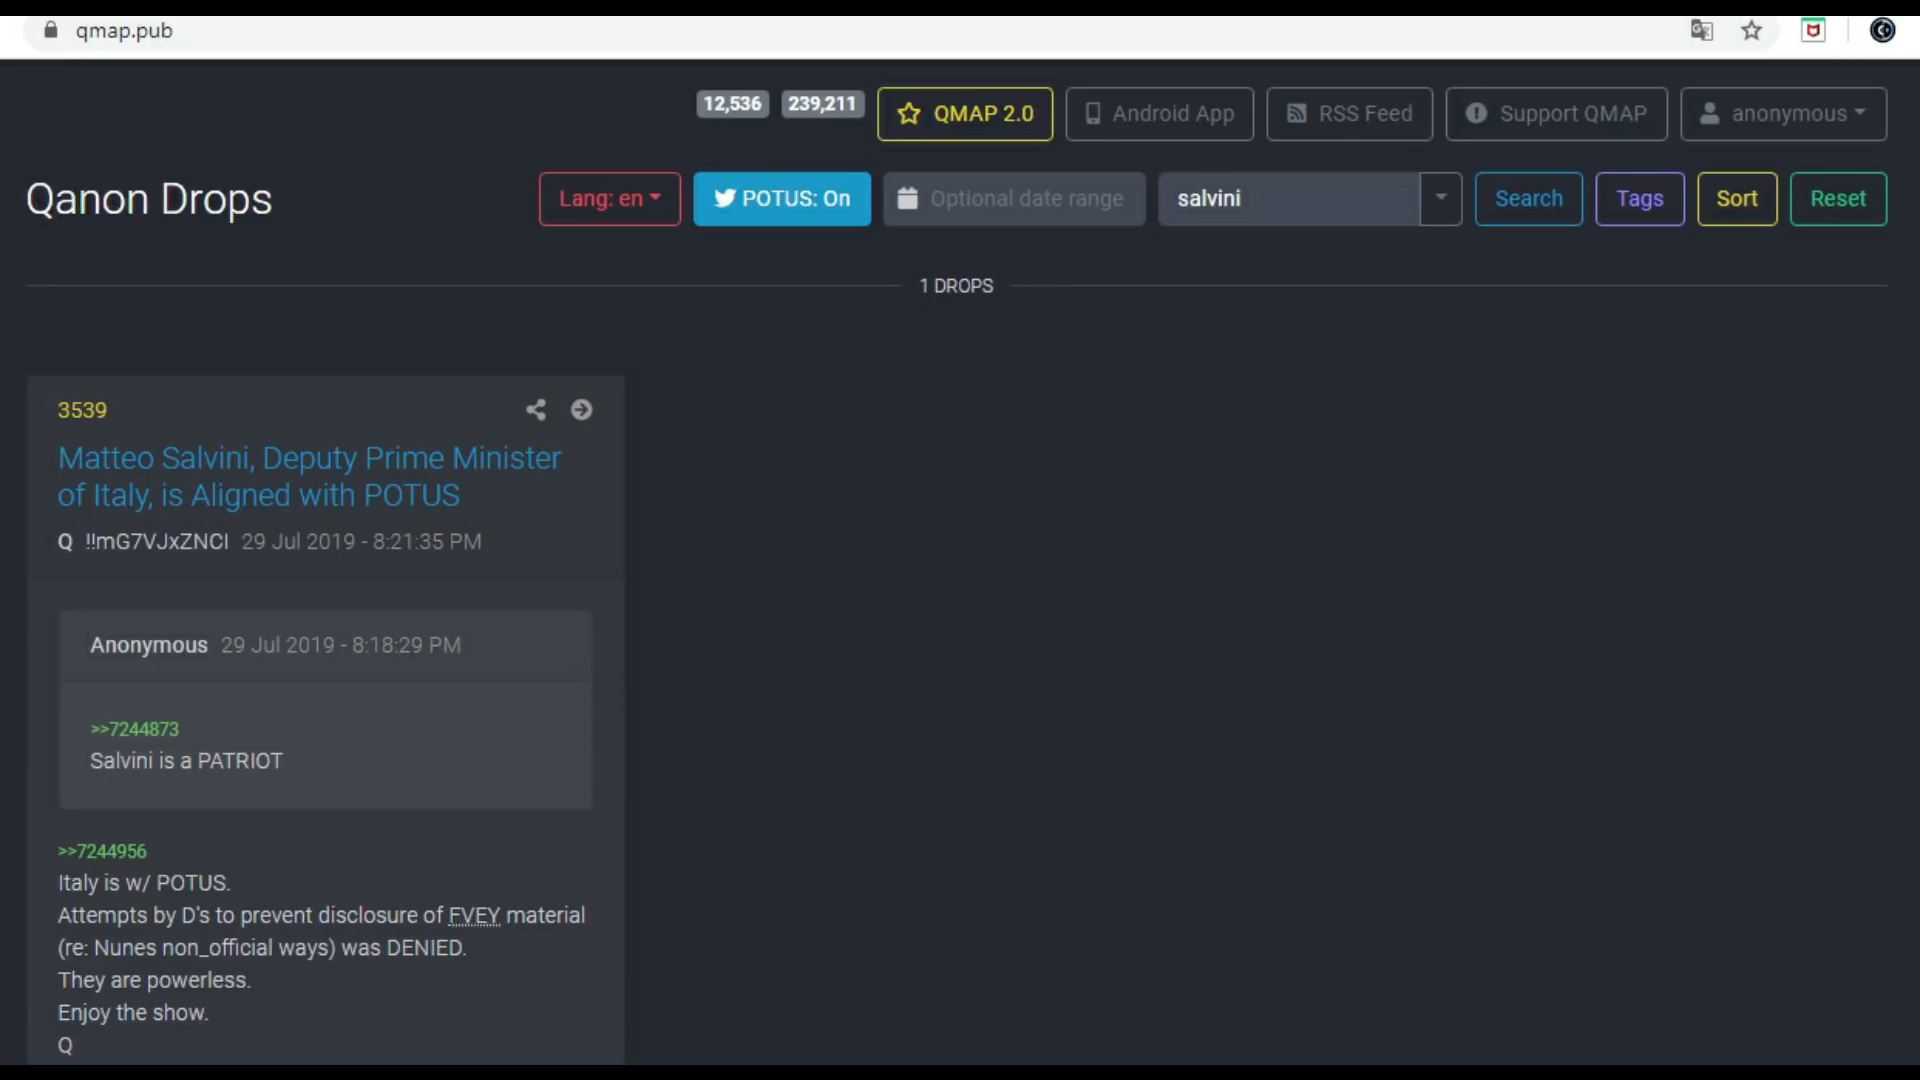 qmap.pub
12,536 239,211 QMAP 2.0 Android App RSS Feed Support QMAP anonymous
Qanon Drops Lang: en POTUS: On Optional date range salvini Search Tags Sort Reset
1 DROPS
3539
Matteo Salvini, Deputy Prime Minister
of Italy, is Aligned with POTUS
Q !!mG7VJxZNCI 29 Jul 2019 - 8:21:35 PM
Anonymous 29 Jul 2019 - 8:18:29 PM
>>7244873
Salvini is a PATRIOT
>>7244956
Italy is w/ POTUS.
Attempts by D's to prevent disclosure of FVEY material
(re: Nunes non_official ways) was DENIED.
They are powerless.
Enjoy the show.
Q